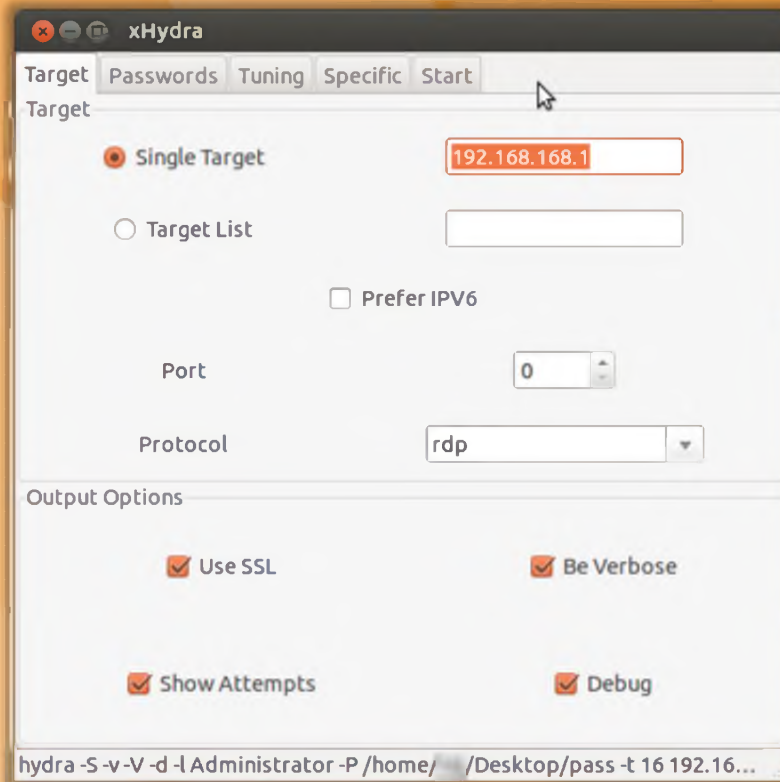 xHydra
Target Passwords Tuning Specific Start
Target
Single Target 192.168.168.1
Target List
Prefer IPV6
Port 0
Protocol rdp
Output Options
Use SSL Be Verbose
Show Attempts Debug
hydra -S -v -V -d -l Administrator -P /home/ /Desktop/pass -t 16 192.16...